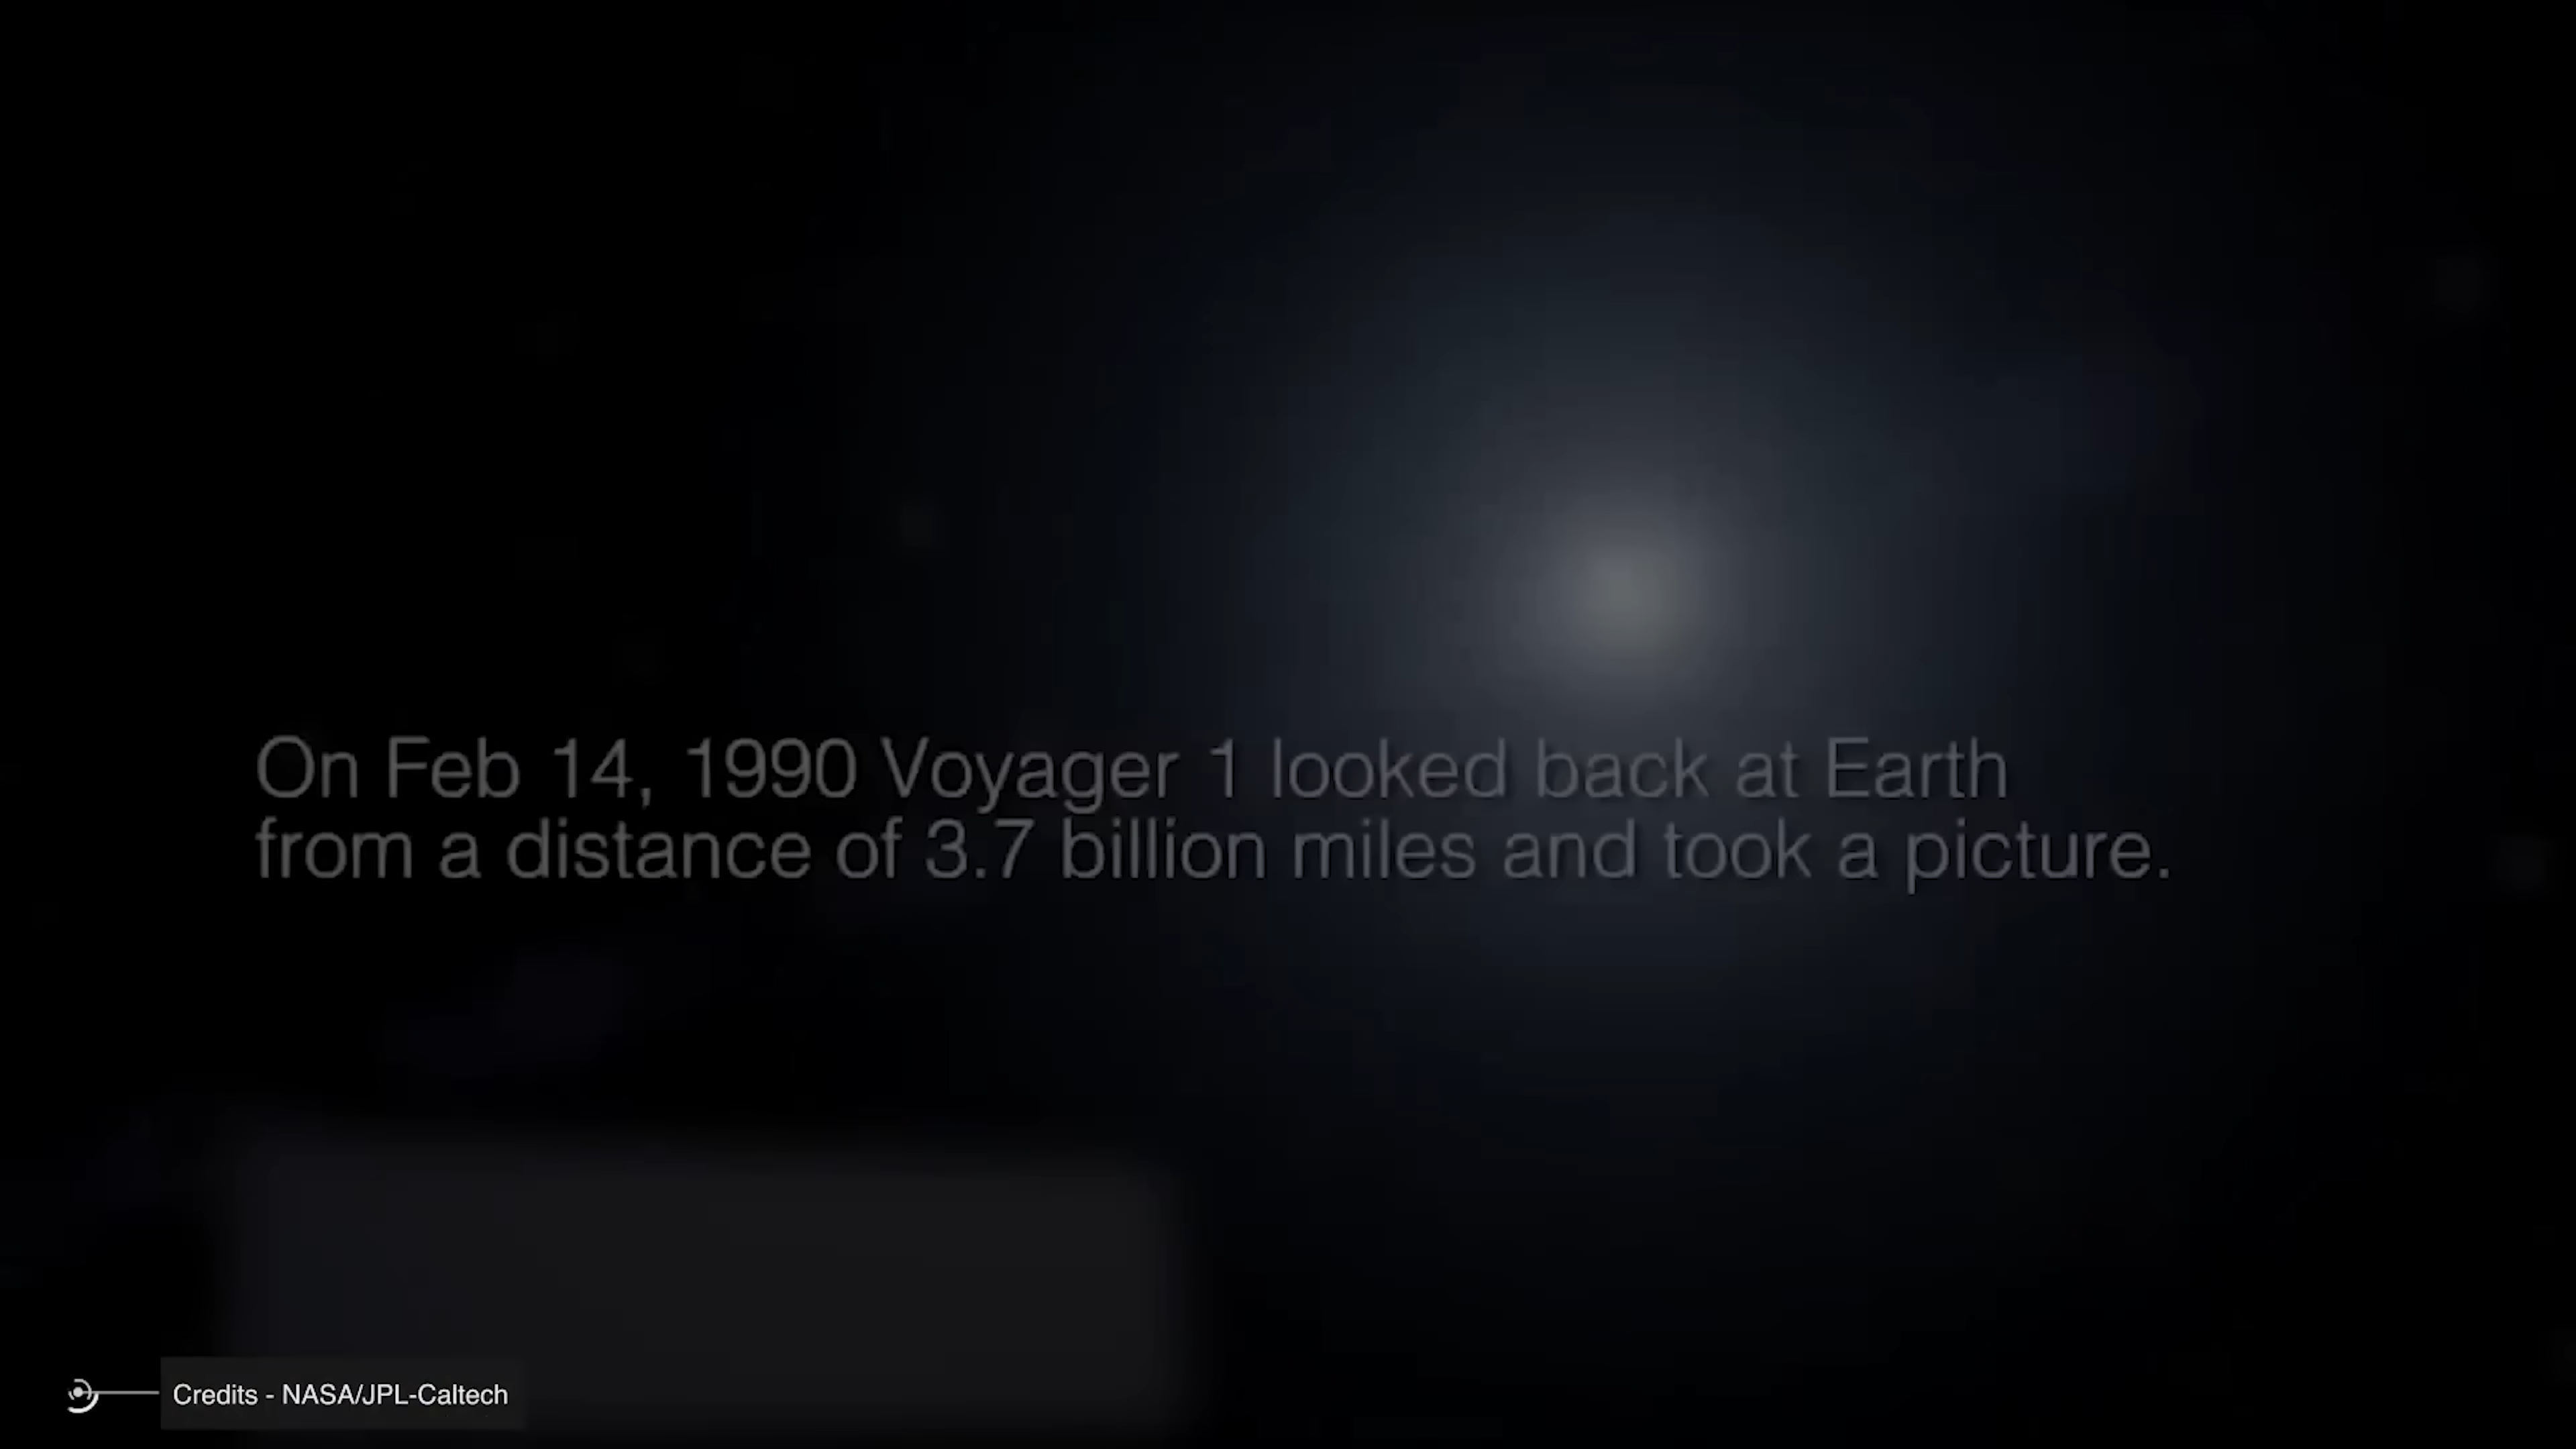 On Feb 14, 1990 Voyager 1 looked back at Earth
from a distance of 3.7 billion miles and took a picture.
Credits - NASA/JPL-Caltech